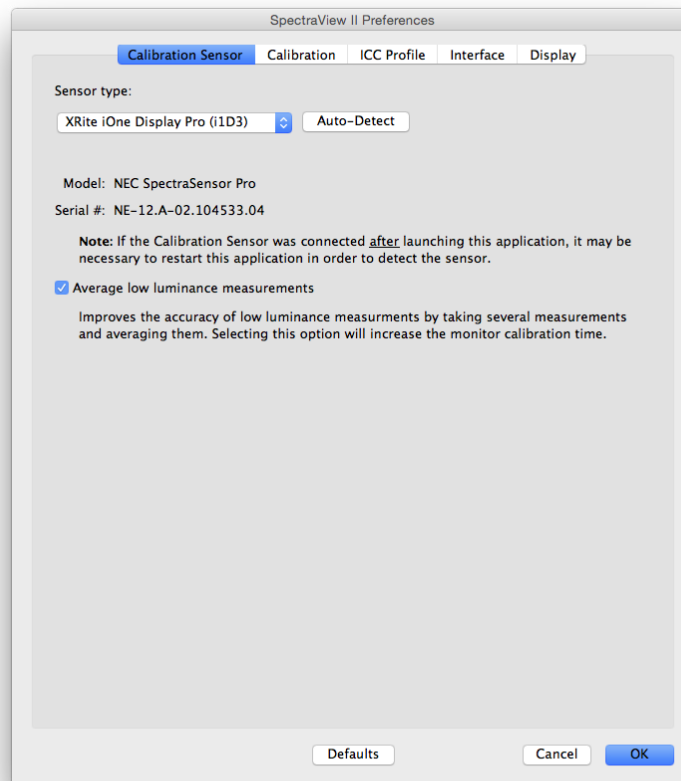 SpectraView II Preferences
Calibration Sensor Calibration ICC Profile Interface Display
Sensor type:
XRite iOne Display Pro (i1D3) Auto-Detect
Model: NEC SpectraSensor Pro
Serial #: NE-12.A-02.104533.04
Note: If the Calibration Sensor was connected after launching this application, it may be
necessary to restart this application in order to detect the sensor.
Average low luminance measurements
Improves the accuracy of low luminance measurments by taking several measurements
and averaging them. Selecting this option will increase the monitor calibration time.
Defaults Cancel OK